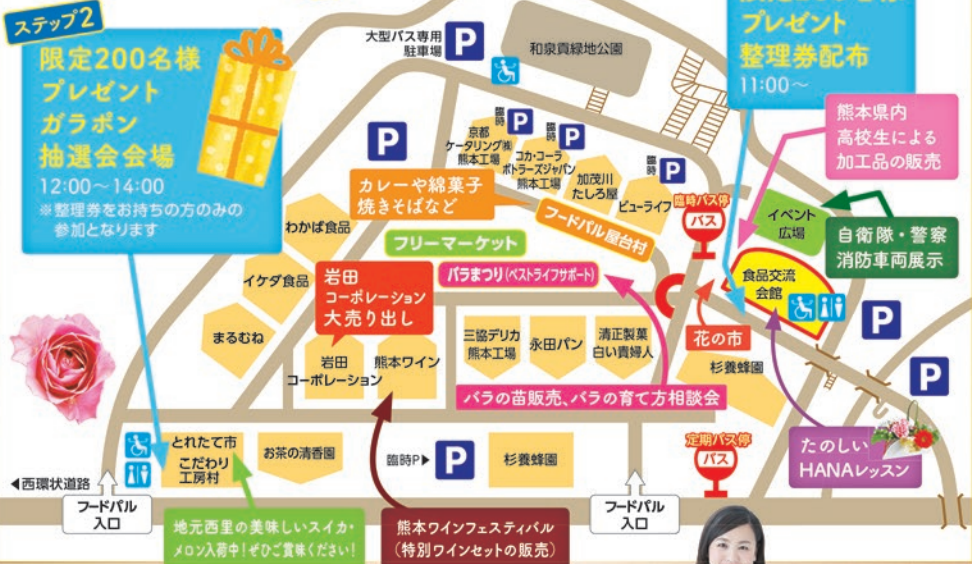 ステップ2
限定200名様
プレゼント
ガラポン
抽選会会場
12:00～14:00
※整理券をお持ちの方のみの
参加となります
大型バス専用
駐車場
P
和泉貢緑地公園
プレゼント
整理券配布
11:00～
熊本県内
高校生による
加工品の販売
P
臨時
P
京都
ケータリング㈱
熊本工場
臨時
P
コカ・コーラ
ボトラーズジャパン
熊本工場
加茂川
たしろ屋
臨時
P
ビューライフ
カレーや綿菓子
焼きそばなど
フードパル屋台村
臨時バス停
バス
イベント
広場
自衛隊・警察
消防車両展示
わかば食品
フリーマーケット
バラまつり(ベストライフサポート)
食品交流
会館
イケダ食品
岩田
コーポレーション
大売り出し
P
花の市
まるむね
岩田
コーポレーション
熊本ワイン
三協デリカ
熊本工場
永田パン
清正製菓
白い貴婦人
杉養蜂園
P
バラの苗販売、バラの育て方相談会
たのしい
HANAレッスン
とれたて市
こだわり
工房村
お茶の清香園
臨時P▶
P
杉養蜂園
定期バス停
バス
◀西環状道路
フードパル
入口
フードパル
入口
地元西里の美味しいスイカ・
メロン入荷中!ぜひご賞味ください!
熊本ワインフェスティバル
(特別ワインセットの販売)